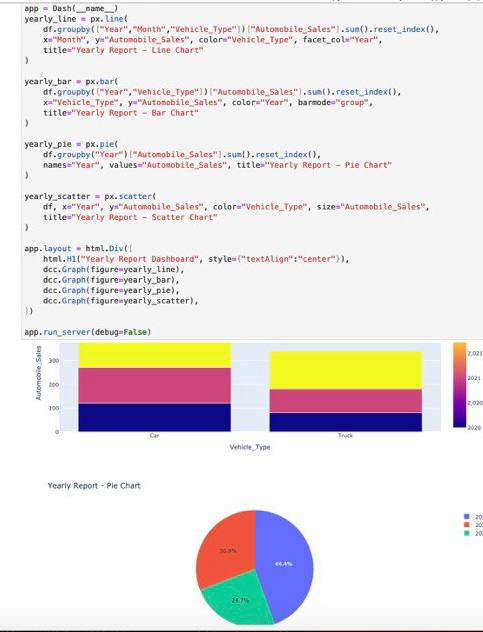 app = Dash(__name__)
yearly_line = px.line(
    df.groupby(["Year","Month","Vehicle_Type"])["Automobile_Sales"].sum().reset_index(),
    x="Month", y="Automobile_Sales", color="Vehicle_Type", facet_col="Year",
    title="Yearly Report - Line Chart"
)

yearly_bar = px.bar(
    df.groupby(["Year","Vehicle_Type"])["Automobile_Sales"].sum().reset_index(),
    x="Vehicle_Type", y="Automobile_Sales", color="Year", barmode="group",
    title="Yearly Report - Bar Chart"
)

yearly_pie = px.pie(
    df.groupby("Year")["Automobile_Sales"].sum().reset_index(),
    names="Year", values="Automobile_Sales", title="Yearly Report - Pie Chart"
)

yearly_scatter = px.scatter(
    df, x="Year", y="Automobile_Sales", color="Vehicle_Type", size="Automobile_Sales",
    title="Yearly Report - Scatter Chart"
)

app.layout = html.Div([
    html.H1("Yearly Report Dashboard", style={"textAlign":"center"}),
    dcc.Graph(figure=yearly_line),
    dcc.Graph(figure=yearly_bar),
    dcc.Graph(figure=yearly_pie),
    dcc.Graph(figure=yearly_scatter),
])

app.run_server(debug=False)
Automobile_Sales
300
200
100
0
Car
Truck
Vehicle_Type
2,021
2021
2,020
2020
Yearly Report - Pie Chart
44.4%
30.9%
24.7%
20
20
20